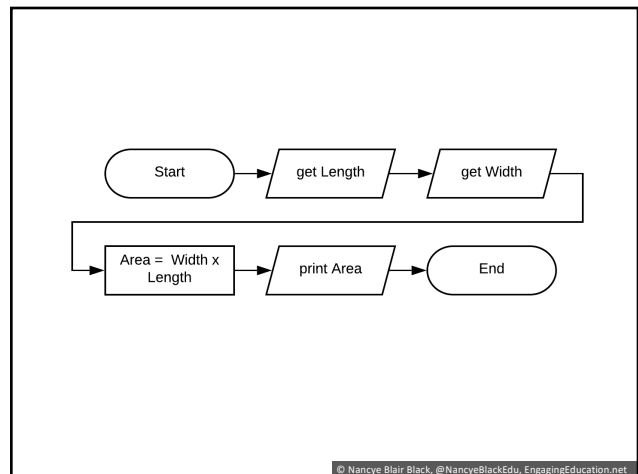 Start
get Length
get Width
Area =  Width x
Length
print Area
End
© Nancye Blair Black, @NancyeBlackEdu, EngagingEducation.net